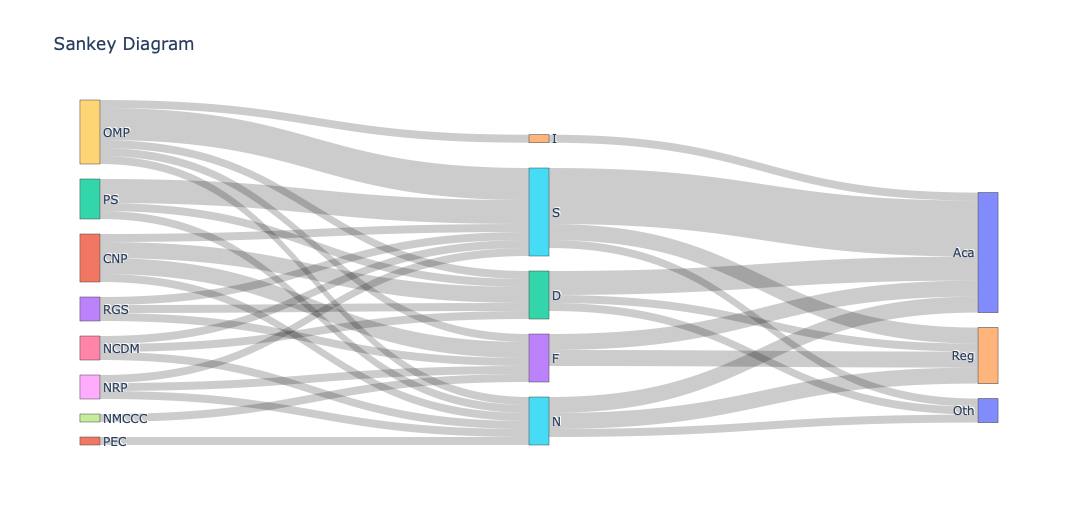 Sankey Diagram
OMP
PS
CNP
RGS
NCDM
NRP
NMCCC
PEC
I
S
D
F
N
Aca
Reg
Oth